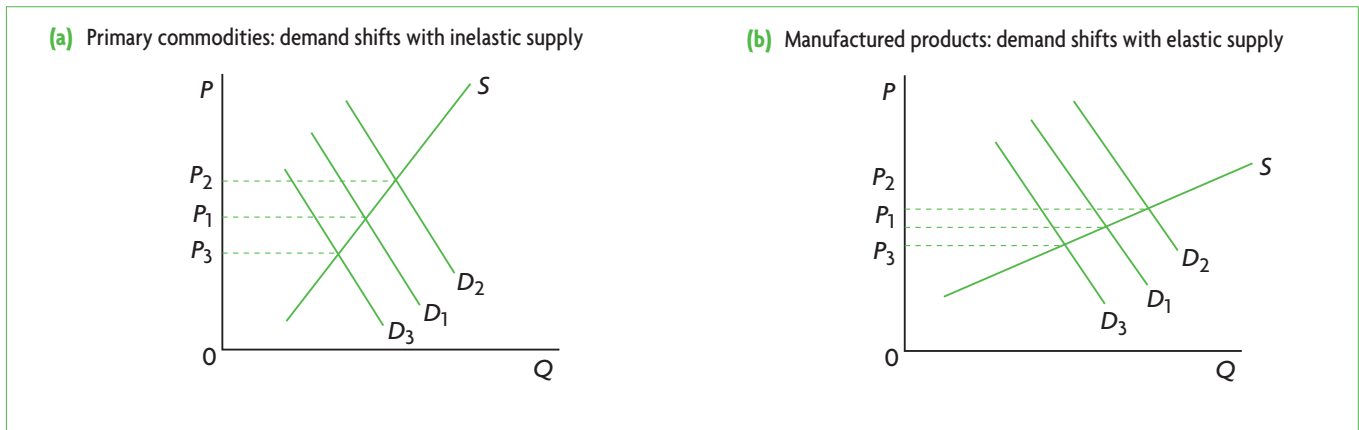 (a) Primary commodities: demand shifts with inelastic supply
P
S
P2
P1
P3
D2
D1
D3
0
Q
(b) Manufactured products: demand shifts with elastic supply
P
S
P2
P1
P3
D2
D1
D3
0
Q